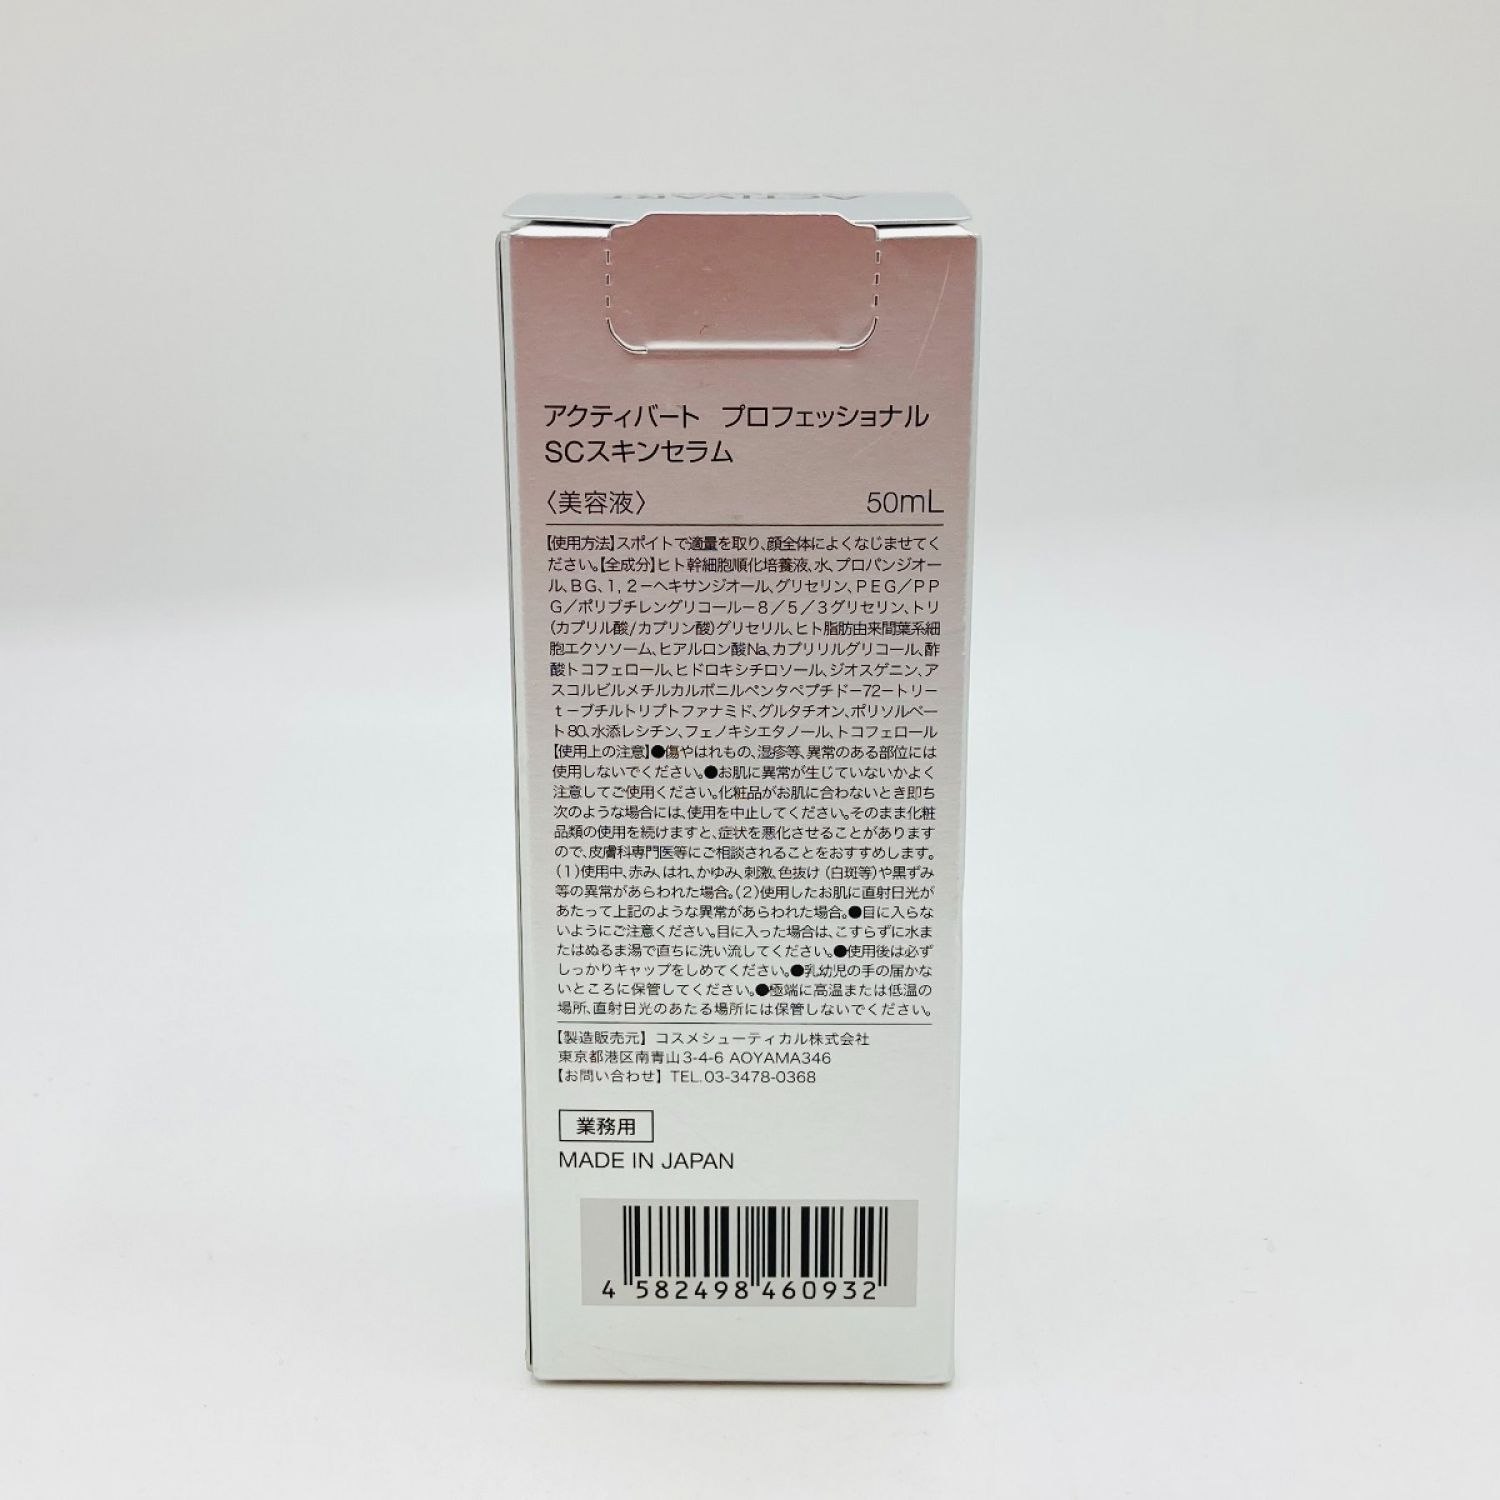 ACTIVART
アクティバート プロフェッショナル
SCスキンセラム
〈美容液〉 50mL
【使用方法】スポイトで適量を取り、顔全体によくなじませてく
ださい。【全成分】ヒト幹細胞順化培養液、水、プロパンジオー
ル、BG、1，2－ヘキサンジオール、グリセリン、PEG／PP
G／ポリブチレングリコール－8／5／3グリセリン、トリ
(カプリル酸/カプリン酸)グリセリル、ヒト脂肪由来間葉系細
胞エクソソーム、ヒアルロン酸Na、カプリリルグリコール、酢
酸トコフェロール、ヒドロキシチロソール、ジオスゲニン、ア
スコルビルメチルカルボニルペンタペプチド－72－トリー
ｔ－ブチルトリプトファナミド、グルタチオン、ポリソルベー
ト80、水添レシチン、フェノキシエタノール、トコフェロール
【使用上の注意】●傷やはれもの、湿疹等、異常のある部位には
使用しないでください。●お肌に異常が生じていないかよく
注意してご使用ください。化粧品がお肌に合わないとき即ち
次のような場合には、使用を中止してください。そのまま化粧
品類の使用を続けますと、症状を悪化させることがあります
ので、皮膚科専門医等にご相談されることをおすすめします。
(1)使用中、赤み、はれ、かゆみ、刺激、色抜け(白斑等)や黒ずみ
等の異常があらわれた場合。(2)使用したお肌に直射日光が
あたって上記のような異常があらわれた場合。●目に入らな
いようにご注意ください。目に入った場合は、こすらずに水ま
たはぬるま湯で直ちに洗い流してください。●使用後は必ず
しっかりキャップをしめてください。●乳幼児の手の届かな
いところに保管してください。●極端に高温または低温の
場所、直射日光のあたる場所には保管しないでください。
【製造販売元】コスメシューティカル株式会社
東京都港区南青山3-4-6 AOYAMA346
【お問い合わせ】TEL.03-3478-0368
業務用
MADE IN JAPAN
4 582498 460932